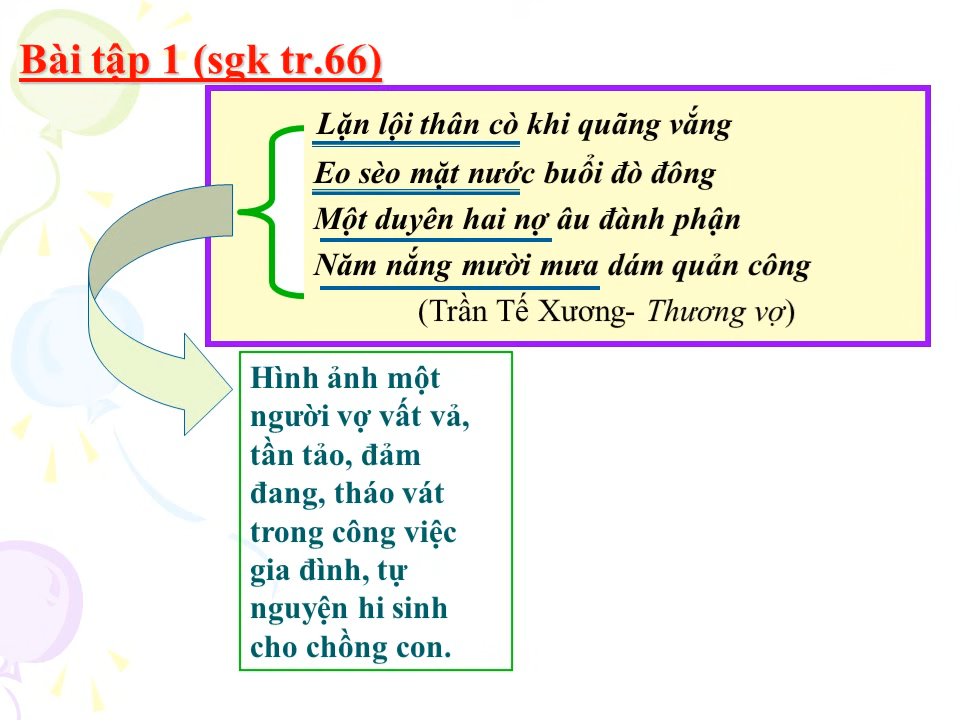 Bài tập 1 (sgk tr.66)
Lặn lội thân cò khi quãng vắng
Eo sèo mặt nước buổi đò đông
Một duyên hai nợ âu đành phận
Năm nắng mười mưa dám quản công
(Trần Tế Xương- Thương vợ)
Hình ảnh một
người vợ vất vả,
tần tảo, đảm
đang, tháo vát
trong công việc
gia đình, tự
nguyện hi sinh
cho chồng con.